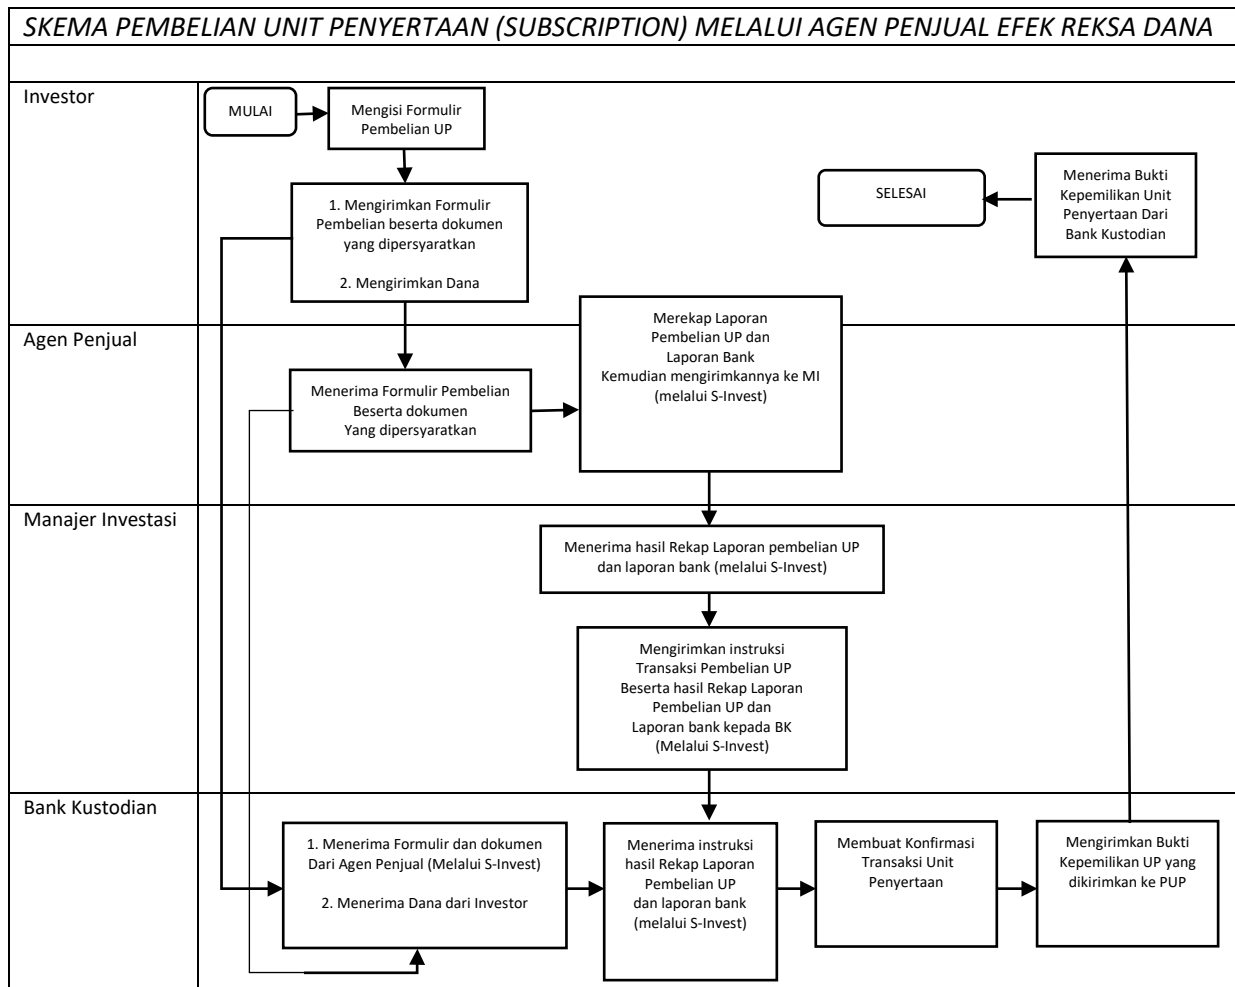 SKEMA PEMBELIAN UNIT PENYERTAAN (SUBSCRIPTION) MELALUI AGEN PENJUAL EFEK REKSA DANA
Investor
MULAI
Mengisi Formulir
Pembelian UP
1. Mengirimkan Formulir
Pembelian beserta dokumen
yang dipersyaratkan
2. Mengirimkan Dana
SELESAI
Menerima Bukti
Kepemilikan Unit
Penyertaan Dari
Bank Kustodian
Agen Penjual
Menerima Formulir Pembelian
Beserta dokumen
Yang dipersyaratkan
Merekap Laporan
Pembelian UP dan
Laporan Bank
Kemudian mengirimkannya ke MI
(melalui S-Invest)
Manajer Investasi
Menerima hasil Rekap Laporan pembelian UP
dan laporan bank (melalui S-Invest)
Mengirimkan instruksi
Transaksi Pembelian UP
Beserta hasil Rekap Laporan
Pembelian UP dan
Laporan bank kepada BK
(Melalui S-Invest)
Bank Kustodian
1. Menerima Formulir dan dokumen
Dari Agen Penjual (Melalui S-Invest)
2. Menerima Dana dari Investor
Menerima instruksi
hasil Rekap Laporan
Pembelian UP
dan laporan bank
(melalui S-Invest)
Membuat Konfirmasi
Transaksi Unit
Penyertaan
Mengirimkan Bukti
Kepemilikan UP yang
dikirimkan ke PUP